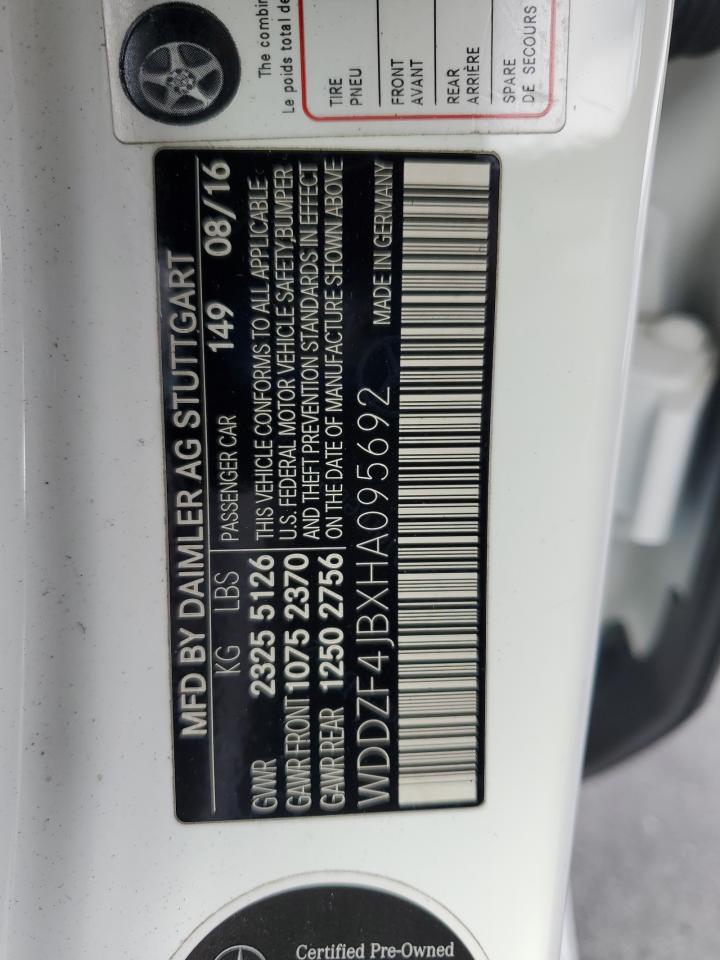 The combin
Le poids total de
TIRE
PNEU
FRONT
AVANT
REAR
ARRIÈRE
SPARE
DE SECOURS
MFD BY DAIMLER AG STUTTGART
KG LBS 149 08/16
PASSENGER CAR
GVWR 2325 5126 THIS VEHICLE CONFORMS TO ALL APPLICABLE
U.S. FEDERAL MOTOR VEHICLE SAFETY,BUMPER
GAWR FRONT 1075 2370 AND THEFT PREVENTION STANDARDS IN EFFECT
GAWR REAR 1250 2756 ON THE DATE OF MANUFACTURE SHOWN ABOVE
WDDZF4JBXHA095692 MADE IN GERMANY
Certified Pre-Owned